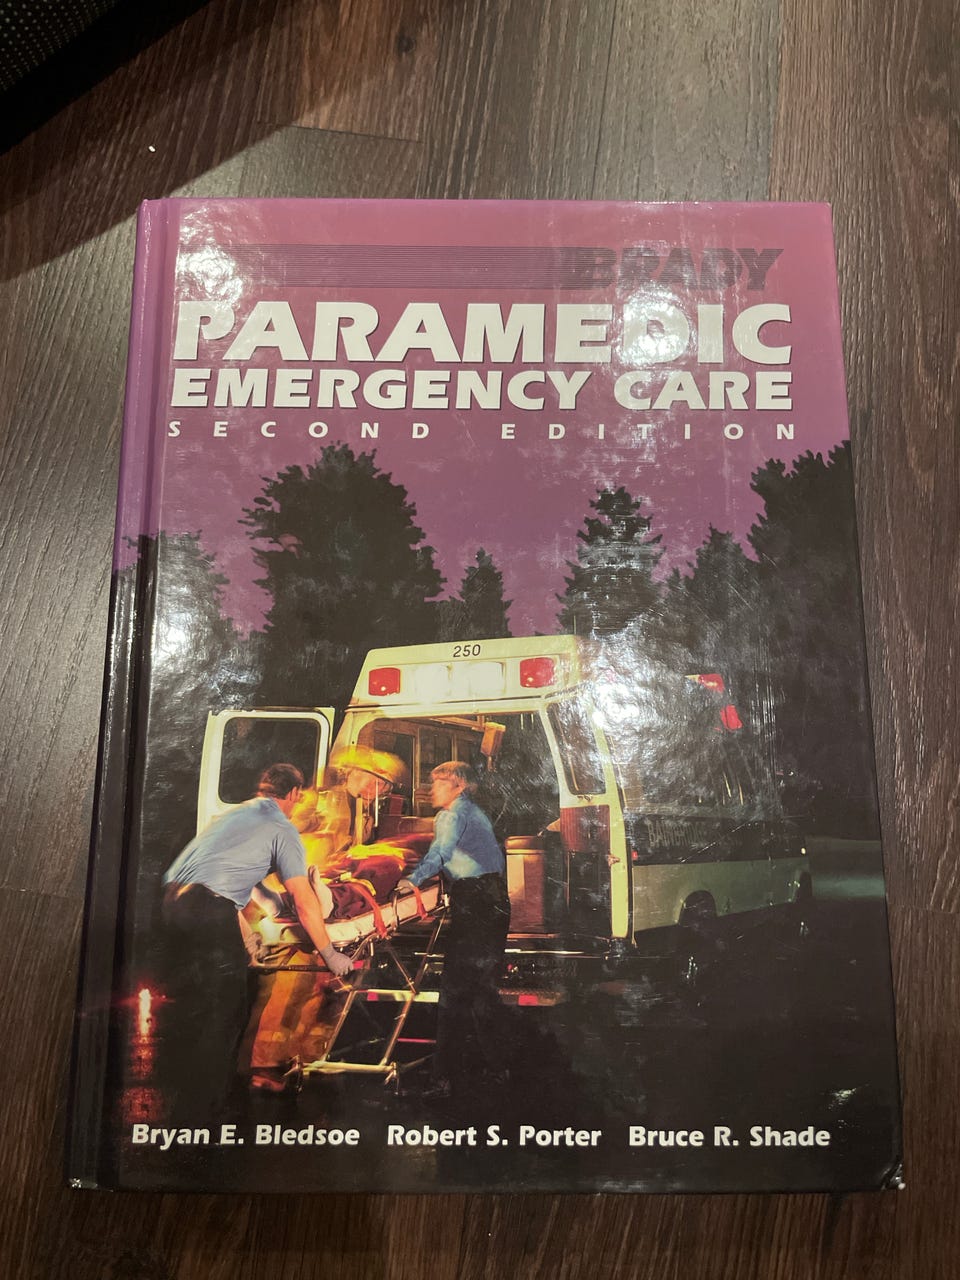 BRADY
PARAMEDIC
EMERGENCY CARE
SECOND EDITION
250
Bryan E. Bledsoe Robert S. Porter Bruce R. Shade